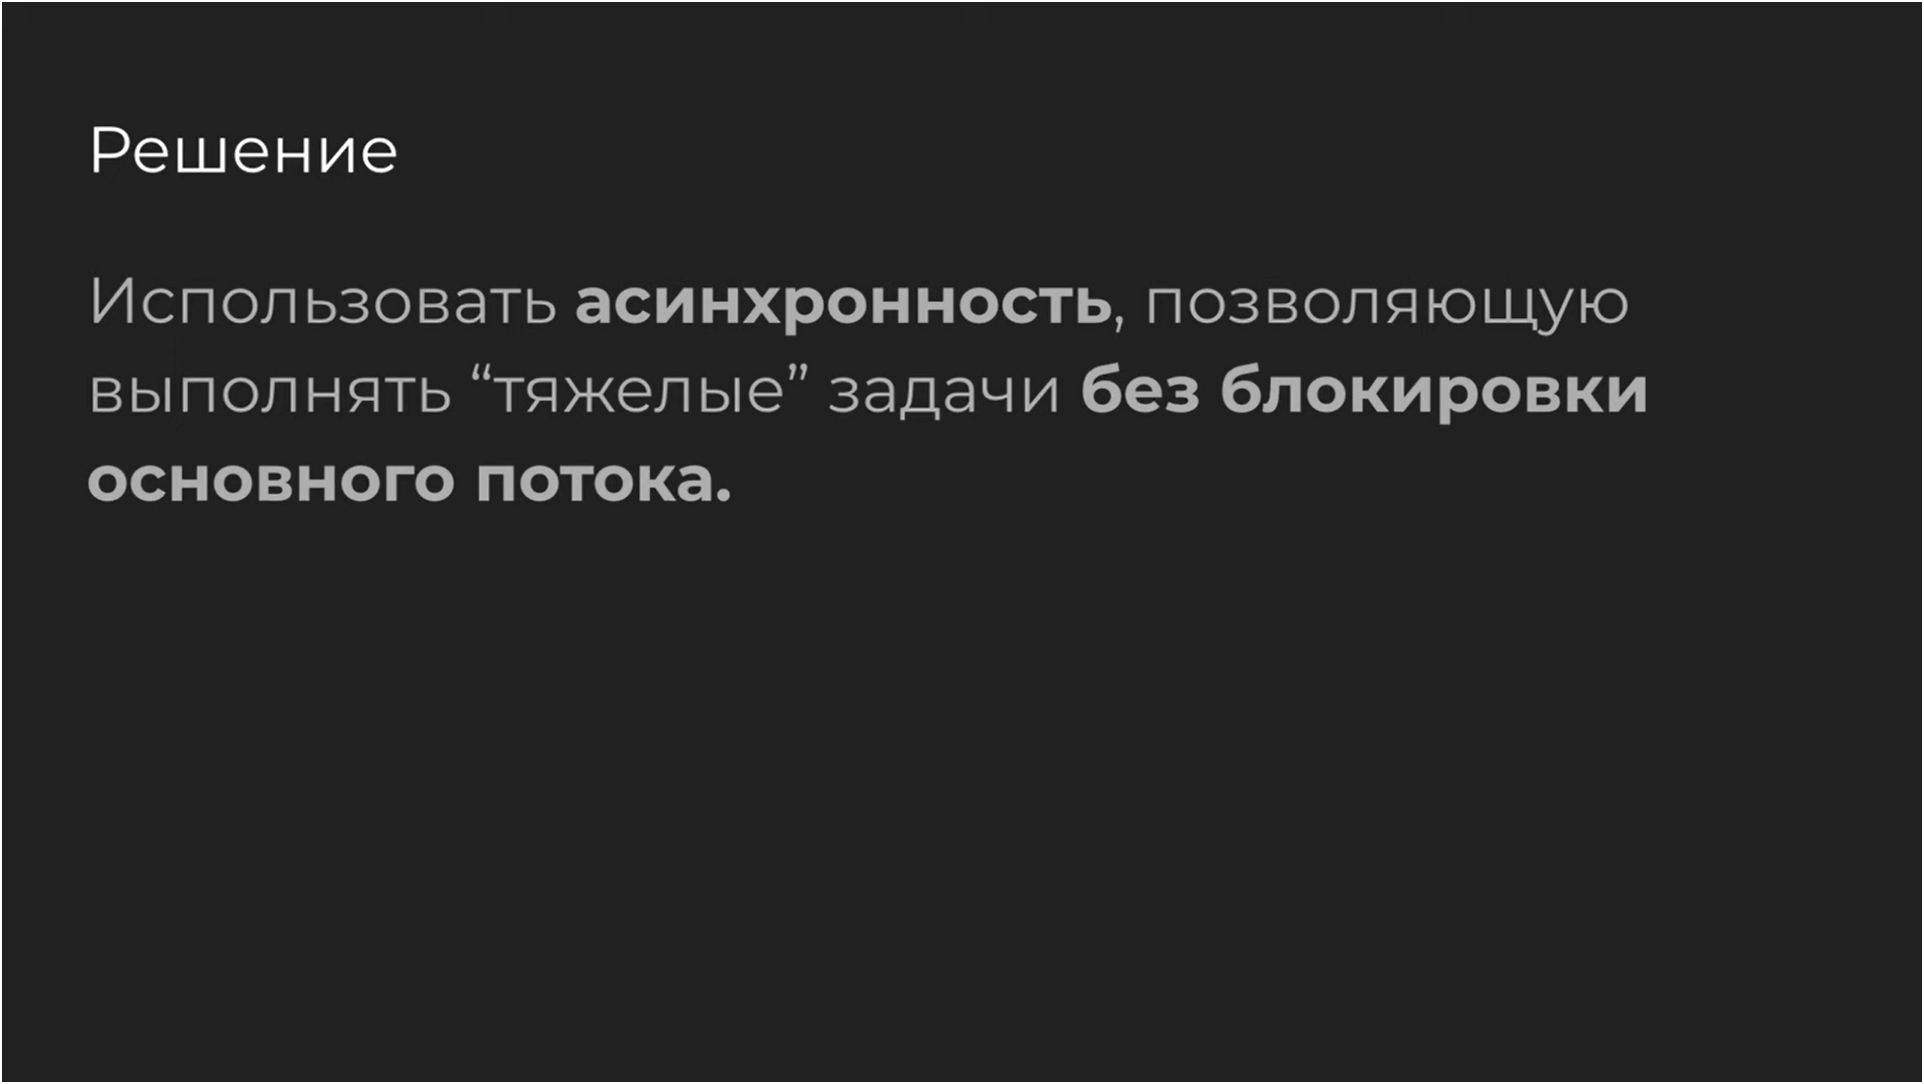 Решение
Использовать асинхронность, позволяющую
выполнять “тяжелые” задачи без блокировки
основного потока.